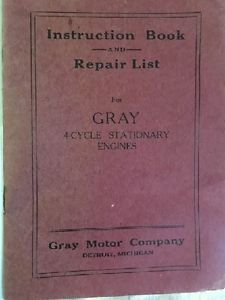 Instruction Book
AND
Repair List
For
GRAY
4-CYCLE STATIONARY
ENGINES
Gray Motor Company
DETROIT, MICHIGAN